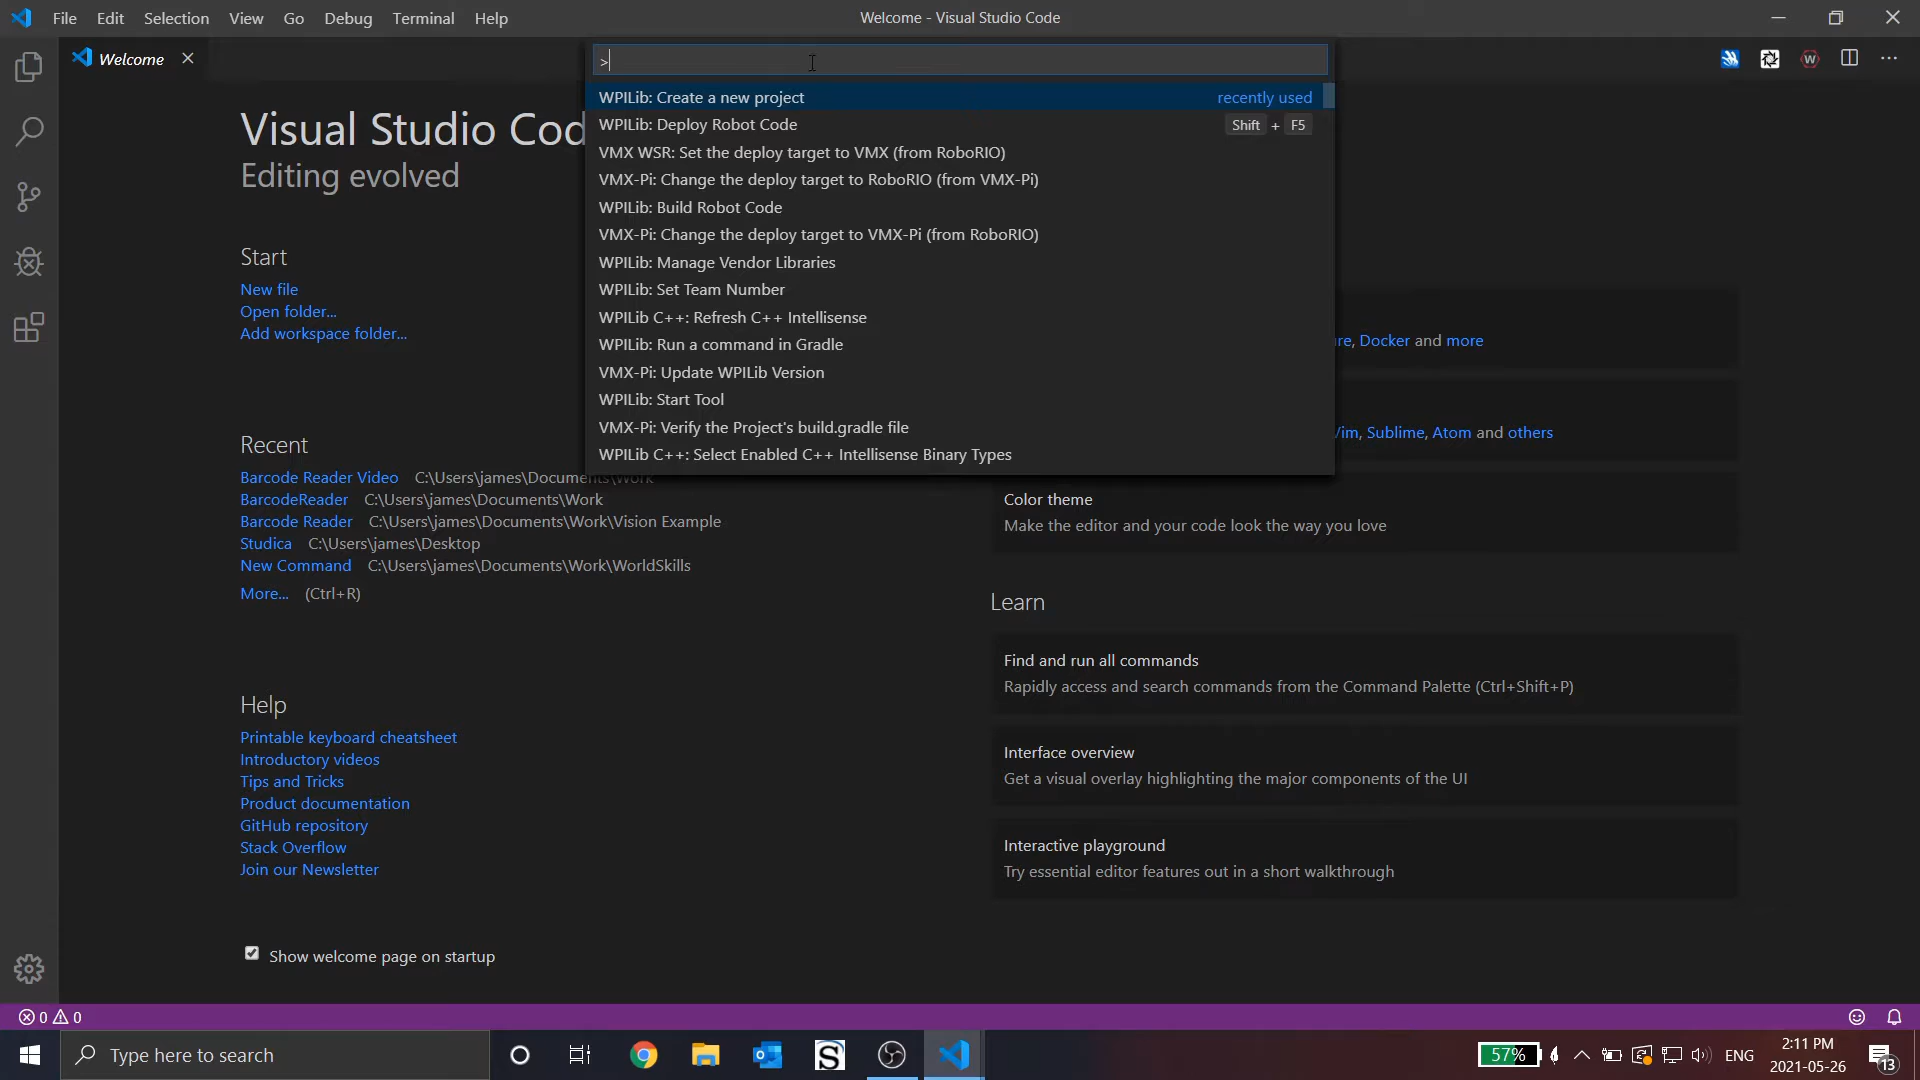 File Edit Selection View Go Debug Terminal Help
Welcome - Visual Studio Code
Welcome
>
WPILib: Create a new project recently used
WPILib: Deploy Robot Code Shift + F5
VMX WSR: Set the deploy target to VMX (from RoboRIO)
VMX-Pi: Change the deploy target to RoboRIO (from VMX-Pi)
WPILib: Build Robot Code
VMX-Pi: Change the deploy target to VMX-Pi (from RoboRIO)
WPILib: Manage Vendor Libraries
WPILib: Set Team Number
WPILib C++: Refresh C++ Intellisense
WPILib: Run a command in Gradle
VMX-Pi: Update WPILib Version
WPILib: Start Tool
VMX-Pi: Verify the Project's build.gradle file
WPILib C++: Select Enabled C++ Intellisense Binary Types
Visual Studio Cod
Editing evolved
Start
New file
Open folder...
Add workspace folder...
Recent
Barcode Reader Video C:\Users\james\Documents\Work
BarcodeReader C:\Users\james\Documents\Work
Barcode Reader C:\Users\james\Documents\Work\Vision Example
Studica C:\Users\james\Desktop
New Command C:\Users\james\Documents\Work\WorldSkills
More... (Ctrl+R)
Help
Printable keyboard cheatsheet
Introductory videos
Tips and Tricks
Product documentation
GitHub repository
Stack Overflow
Join our Newsletter
Show welcome page on startup
re, Docker and more
Vim, Sublime, Atom and others
Color theme
Make the editor and your code look the way you love
Learn
Find and run all commands
Rapidly access and search commands from the Command Palette (Ctrl+Shift+P)
Interface overview
Get a visual overlay highlighting the major components of the UI
Interactive playground
Try essential editor features out in a short walkthrough
0 0
Type here to search
57%
ENG
2:11 PM
2021-05-26
13